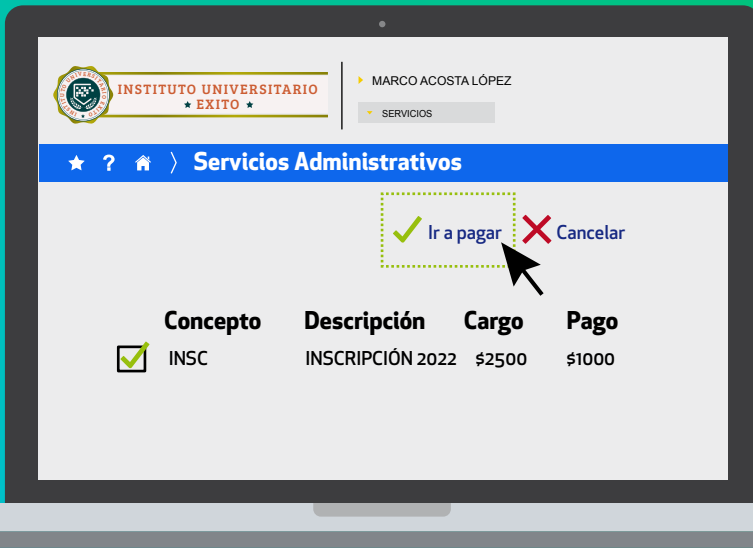 INSTITUTO UNIVERSITARIO
★ EXITO ★
MARCO ACOSTA LÓPEZ
SERVICIOS
? 〉 Servicios Administrativos
Ir a pagar Cancelar
Concepto Descripción Cargo Pago
INSC INSCRIPCIÓN 2022 $2500 $1000